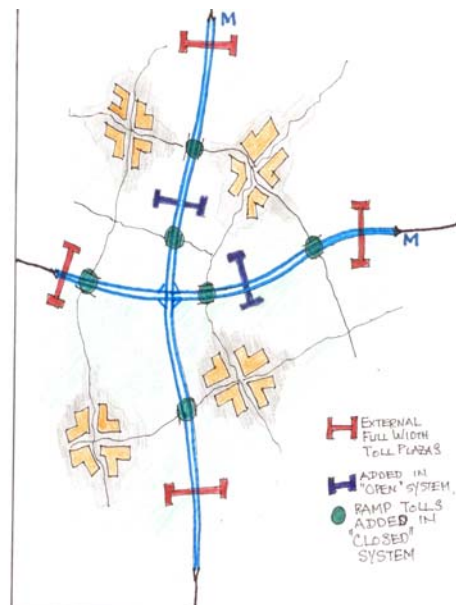 M
M
EXTERNAL
FULL WIDTH
TOLL PLAZAS
ADDED IN
"OPEN" SYSTEM
RAMP TOLLS
ADDED IN
"CLOSED"
SYSTEM